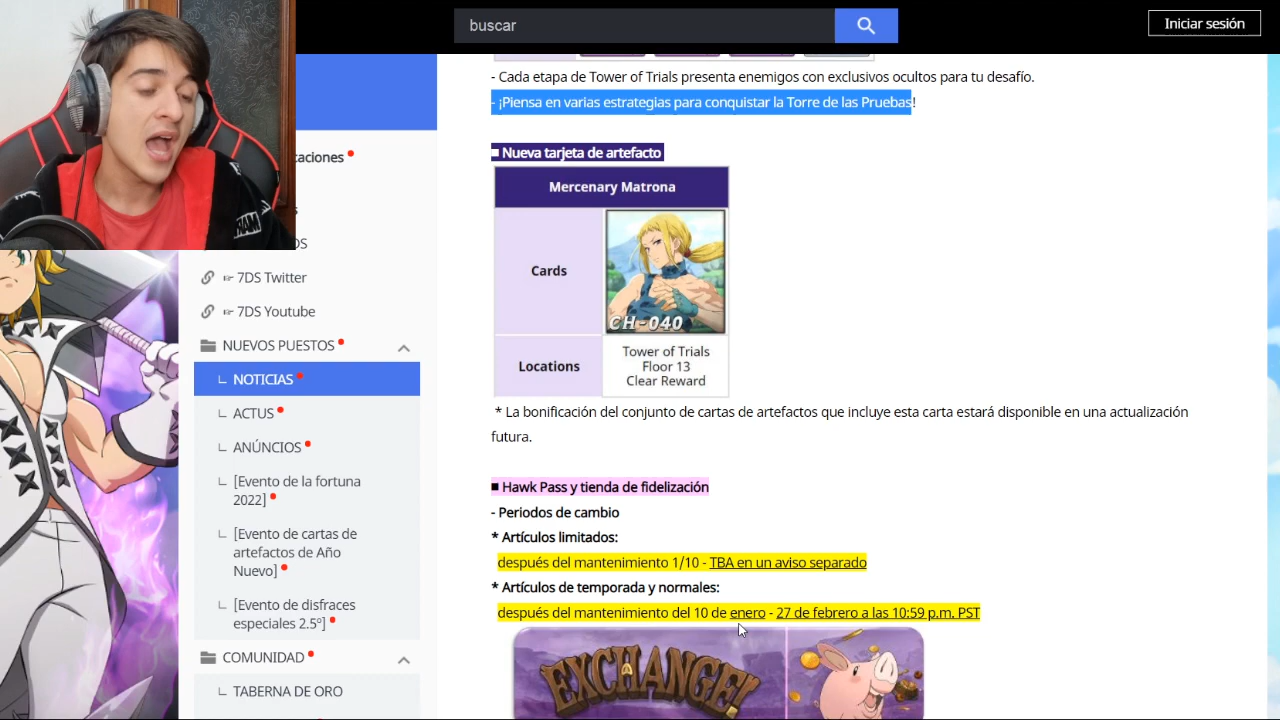 buscar
Iniciar sesión
- Cada etapa de Tower of Trials presenta enemigos con exclusivos ocultos para tu desafío.
- ¡Piensa en varias estrategias para conquistar la Torre de las Pruebas!
■ Nueva tarjeta de artefacto
Mercenary Matrona
Cards
CH-040
Locations
Tower of Trials
Floor 13
Clear Reward
* La bonificación del conjunto de cartas de artefactos que incluye esta carta estará disponible en una actualización
futura.
■ Hawk Pass y tienda de fidelización
- Periodos de cambio
* Artículos limitados:
después del mantenimiento 1/10 - TBA en un aviso separado
* Artículos de temporada y normales:
después del mantenimiento del 10 de enero - 27 de febrero a las 10:59 p.m. PST
EXCHANGE!
7DS Twitter
7DS Youtube
NUEVOS PUESTOS
NOTICIAS
ACTUS
ANÚNCIOS
[Evento de la fortuna
2022]
[Evento de cartas de
artefactos de Año
Nuevo]
[Evento de disfraces
especiales 2.5º]
COMUNIDAD
TABERNA DE ORO